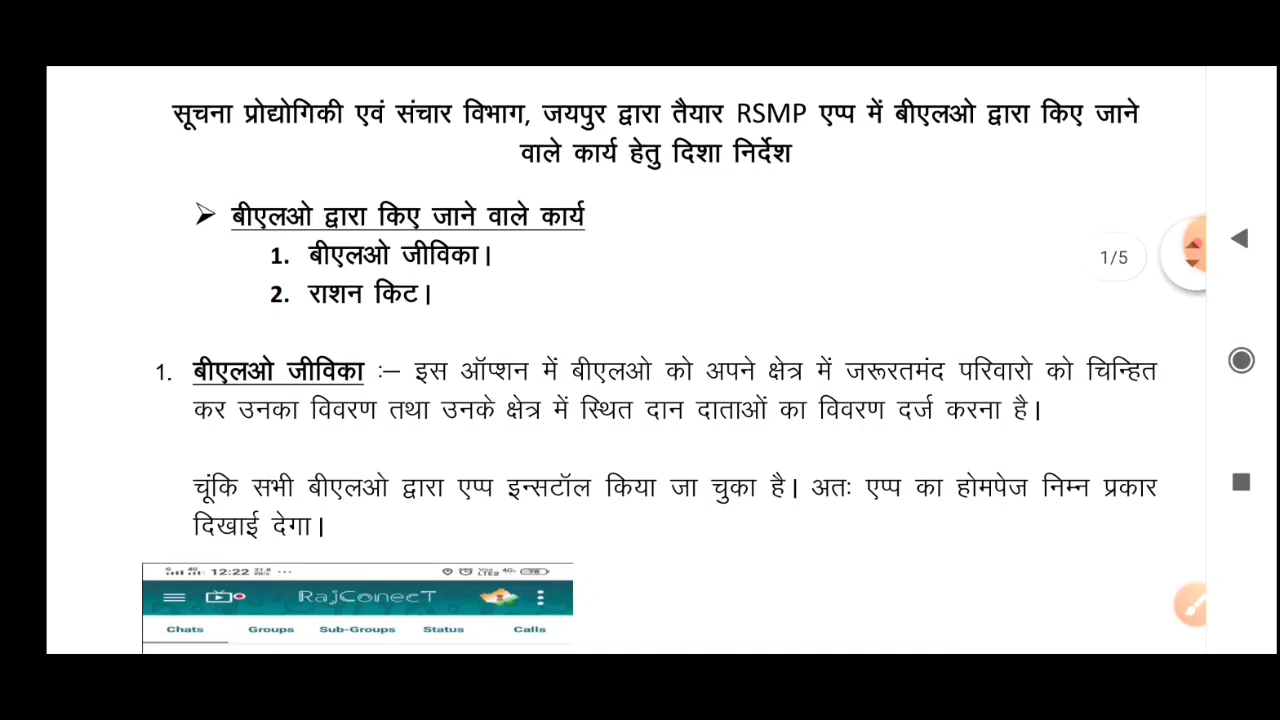 सूचना प्रोद्योगिकी एवं संचार विभाग, जयपुर द्वारा तैयार RSMP एप्प में बीएलओ द्वारा किए जाने
वाले कार्य हेतु दिशा निर्देश
➢ बीएलओ द्वारा किए जाने वाले कार्य
1. बीएलओ जीविका।
2. राशन किट।
1/5
1. बीएलओ जीविका :– इस ऑप्शन में बीएलओ को अपने क्षेत्र में जरूरतमंद परिवारो को चिन्हित
कर उनका विवरण तथा उनके क्षेत्र में स्थित दान दाताओं का विवरण दर्ज करना है।
चूंकि सभी बीएलओ द्वारा एप्प इन्सटॉल किया जा चुका है। अतः एप्प का होमपेज निम्न प्रकार
दिखाई देगा।
12:22
RajConecT
Chats Groups Sub-Groups Status Calls